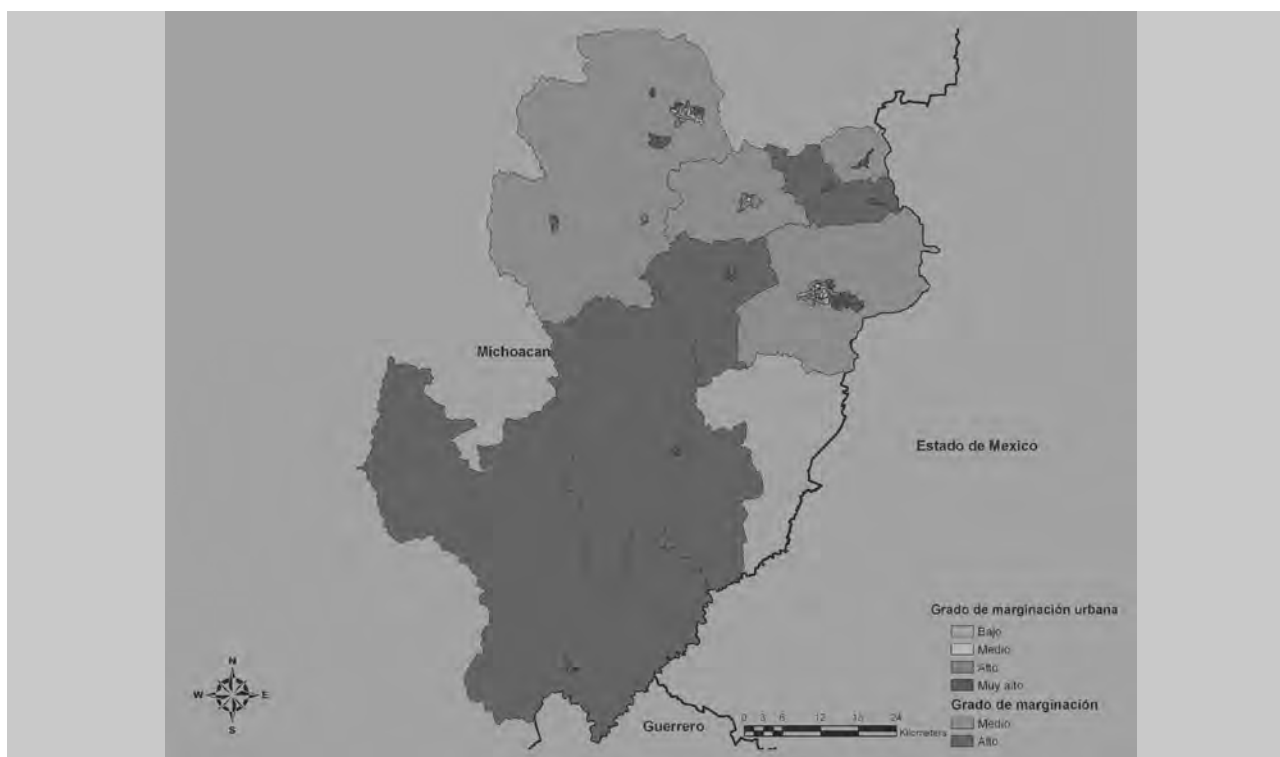 Michoacan
Estado de Mexico
Guerrero
N
W
E
S
0 3 6 12 18 24
Kilometers
Grado de marginación urbana
Bajo
Medio
Alto
Muy alto
Grado de marginación
Medio
Alto